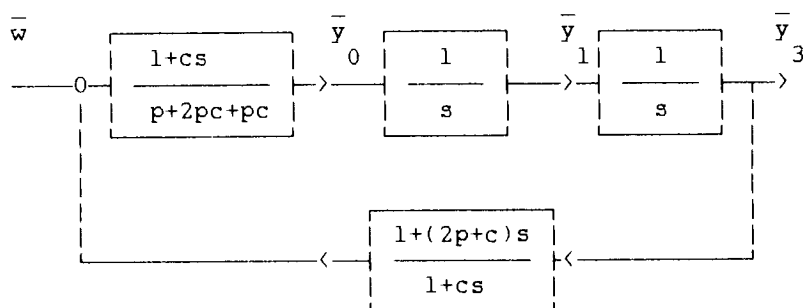 w̅ y̅0 y̅1 y̅3
1+cs
p+2pc+pc
1
s
1
s
1+(2p+c)s
1+cs